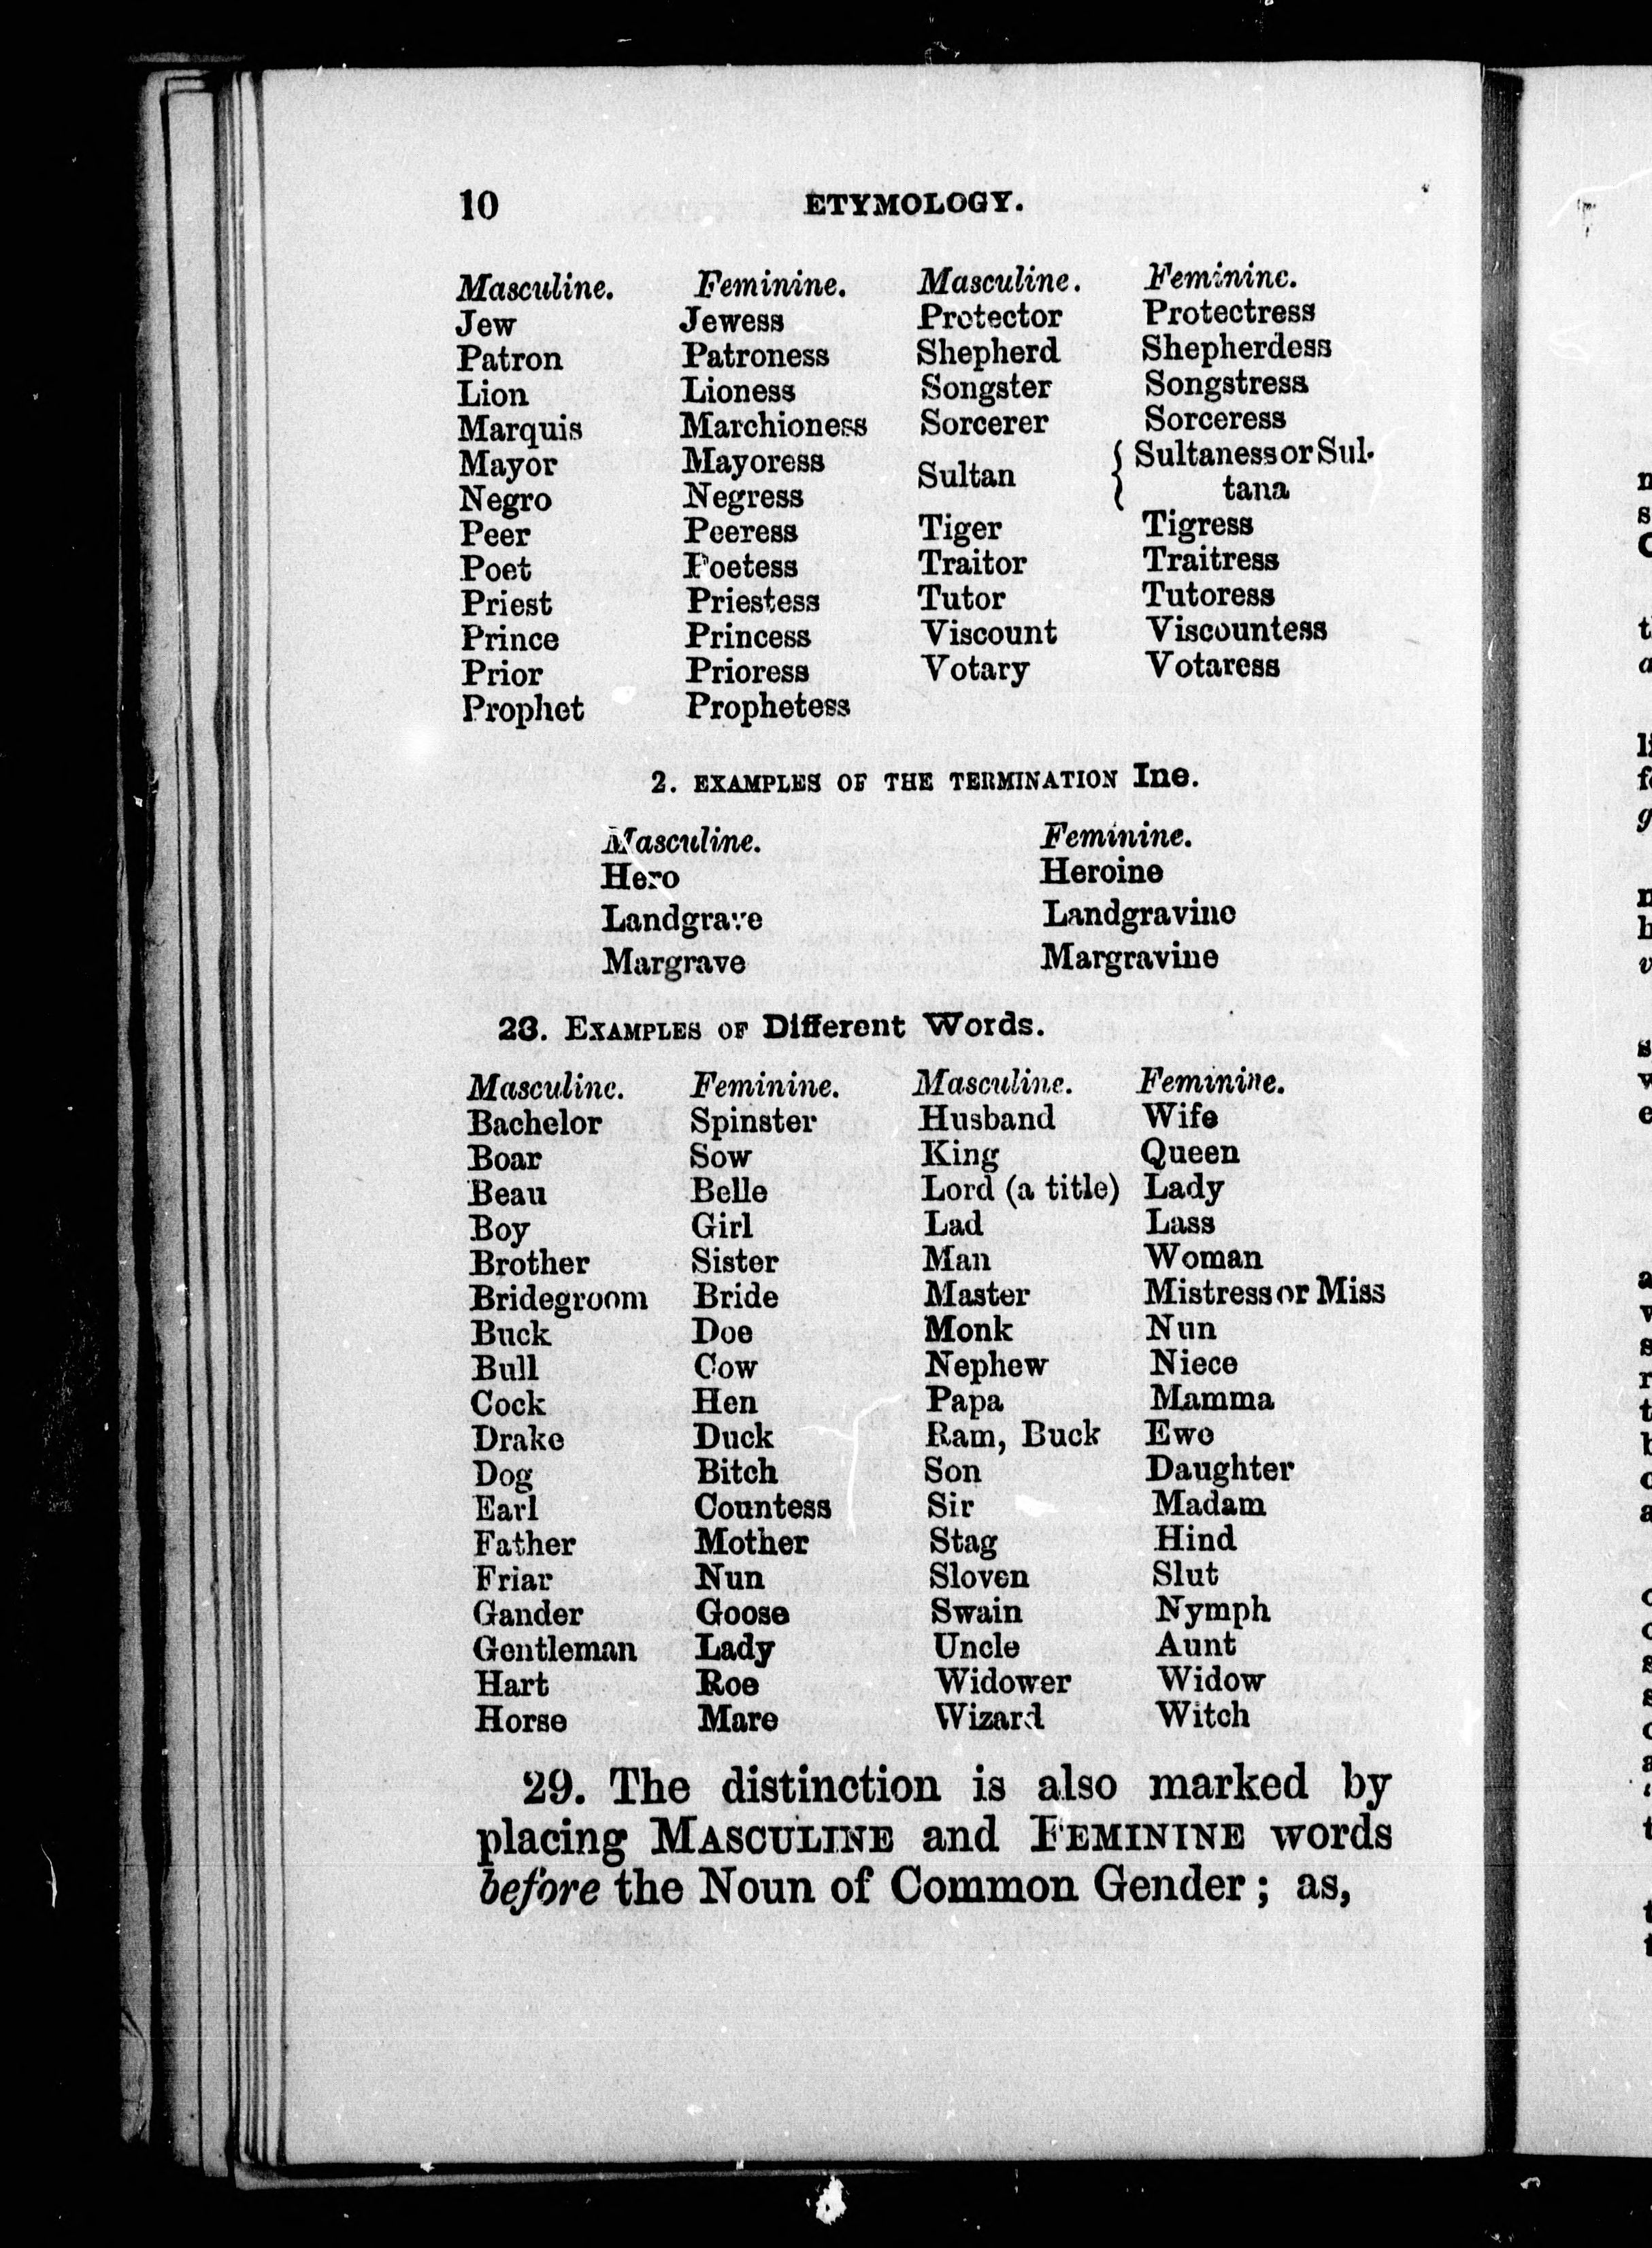 10 ETYMOLOGY.
Masculine. Feminine. Masculine. Feminine.
Jew Jewess Protector Protectress
Patron Patroness Shepherd Shepherdess
Lion Lioness Songster Songstress
Marquis Marchioness Sorcerer Sorceress
Mayor Mayoress Sultan { Sultaness or Sul-
Negro Negress tana
Peer Peeress Tiger Tigress
Poet Poetess Traitor Traitress
Priest Priestess Tutor Tutoress
Prince Princess Viscount Viscountess
Prior Prioress Votary Votaress
Prophet Prophetess
2. EXAMPLES OF THE TERMINATION Ine.
Masculine. Feminine.
Hero Heroine
Landgrave Landgravine
Margrave Margravine
28. EXAMPLES OF Different Words.
Masculine. Feminine. Masculine. Feminine.
Bachelor Spinster Husband Wife
Boar Sow King Queen
Beau Belle Lord (a title) Lady
Boy Girl Lad Lass
Brother Sister Man Woman
Bridegroom Bride Master Mistress or Miss
Buck Doe Monk Nun
Bull Cow Nephew Niece
Cock Hen Papa Mamma
Drake Duck Ram, Buck Ewe
Dog Bitch Son Daughter
Earl Countess Sir Madam
Father Mother Stag Hind
Friar Nun Sloven Slut
Gander Goose Swain Nymph
Gentleman Lady Uncle Aunt
Hart Roe Widower Widow
Horse Mare Wizard Witch
29. The distinction is also marked by
placing MASCULINE and FEMININE words
before the Noun of Common Gender; as,